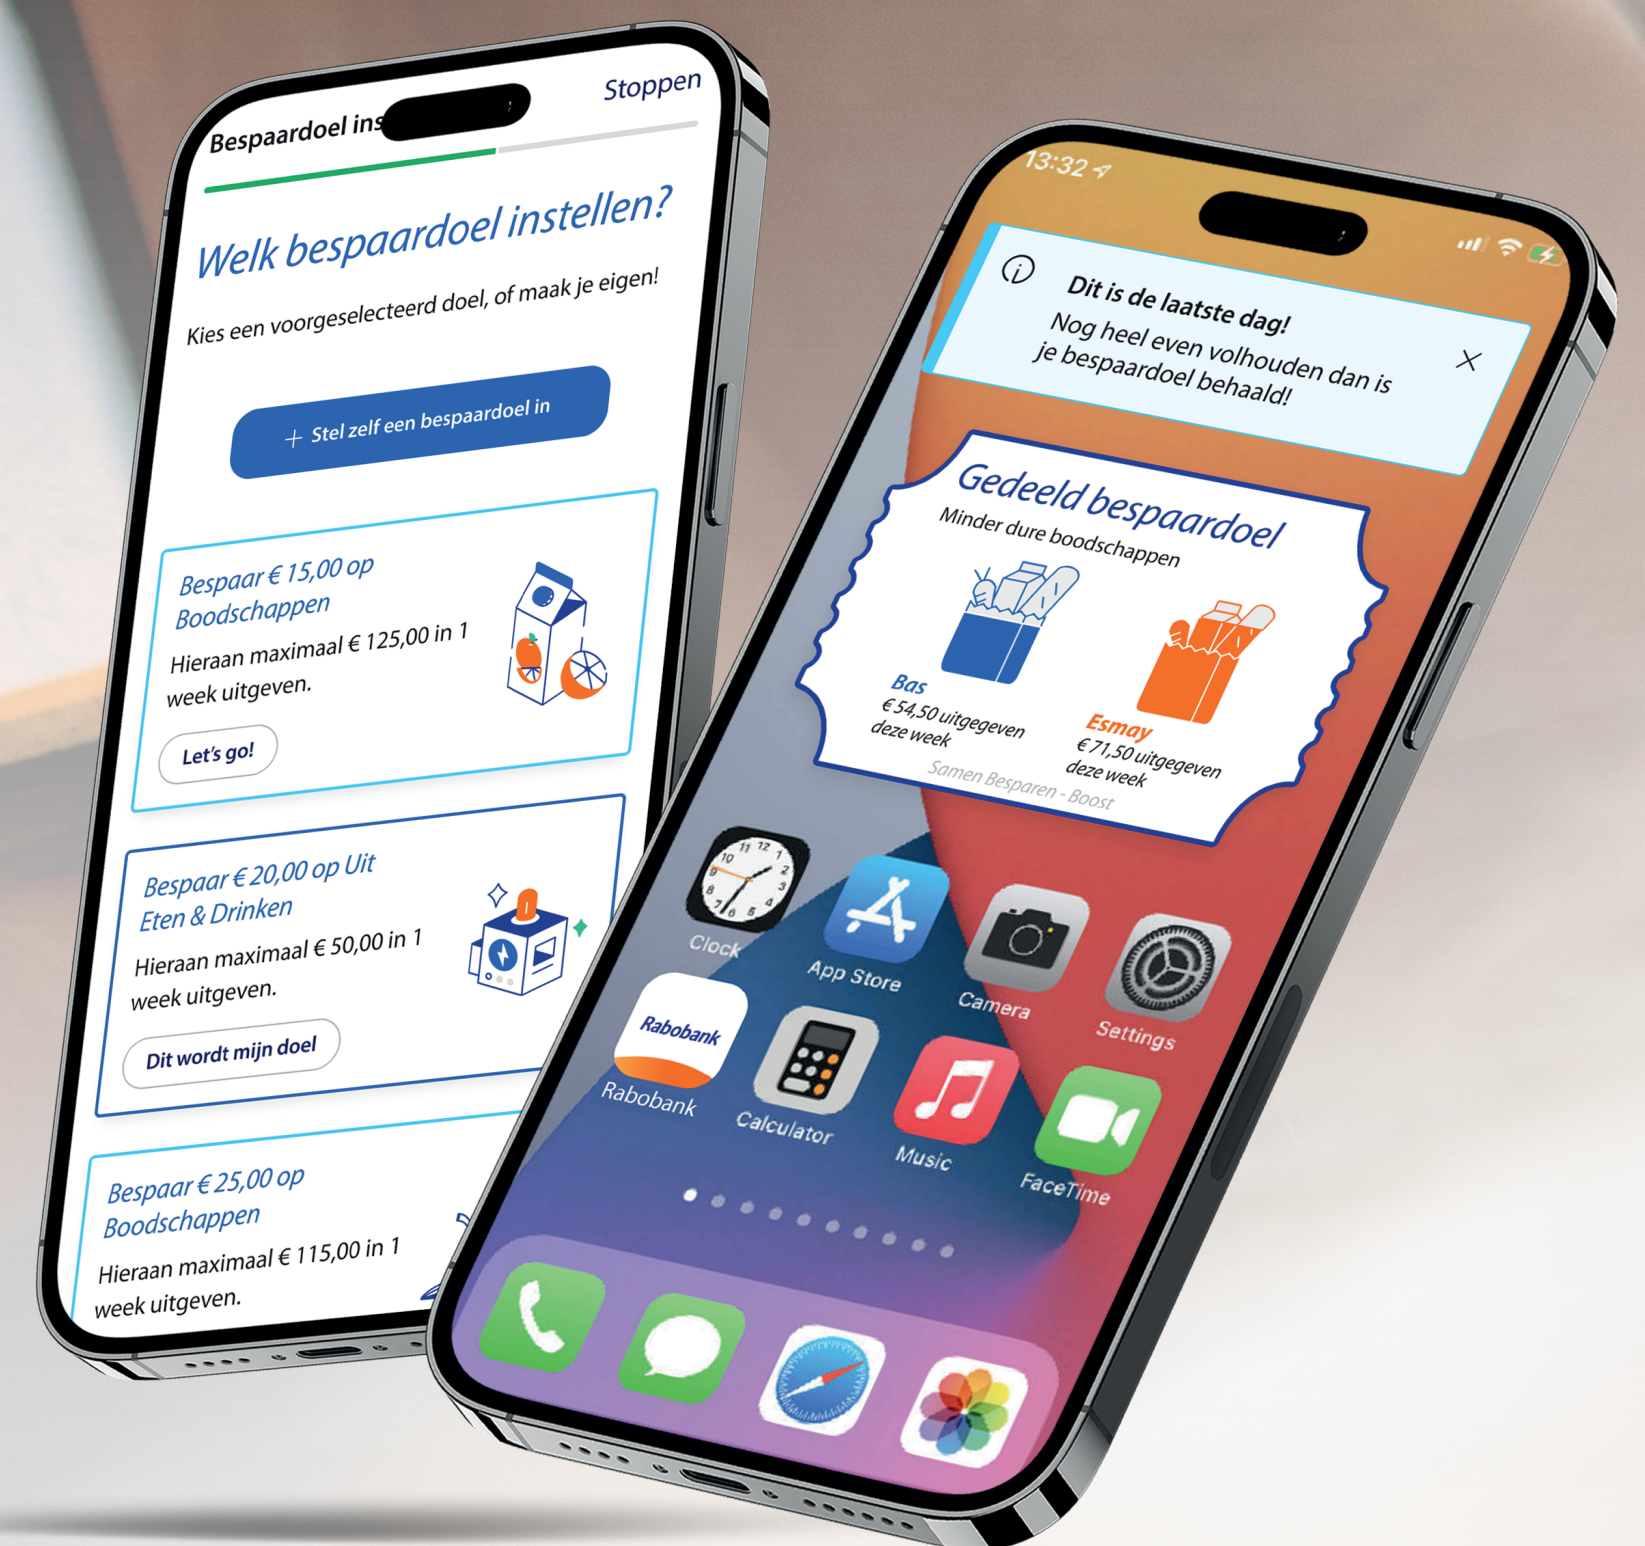 Bespaardoel ins
Stoppen
Welk bespaardoel instellen?
Kies een voorgeselecteerd doel, of maak je eigen!
+ Stel zelf een bespaardoel in
Bespaar € 15,00 op
Boodschappen
Hieraan maximaal € 125,00 in 1
week uitgeven.
Let's go!
Bespaar € 20,00 op Uit
Eten & Drinken
Hieraan maximaal € 50,00 in 1
week uitgeven.
Dit wordt mijn doel
Bespaar € 25,00 op
Boodschappen
Hieraan maximaal € 115,00 in 1
week uitgeven.
13:32
Dit is de laatste dag!
Nog heel even volhouden dan is
je bespaardoel behaald!
Gedeeld bespaardoel
Minder dure boodschappen
Bas
€ 54,50 uitgegeven
deze week
Esmay
€ 71,50 uitgegeven
deze week
Samen Besparen - Boost
Clock
App Store
Camera
Settings
Rabobank
Rabobank
Calculator
Music
FaceTime